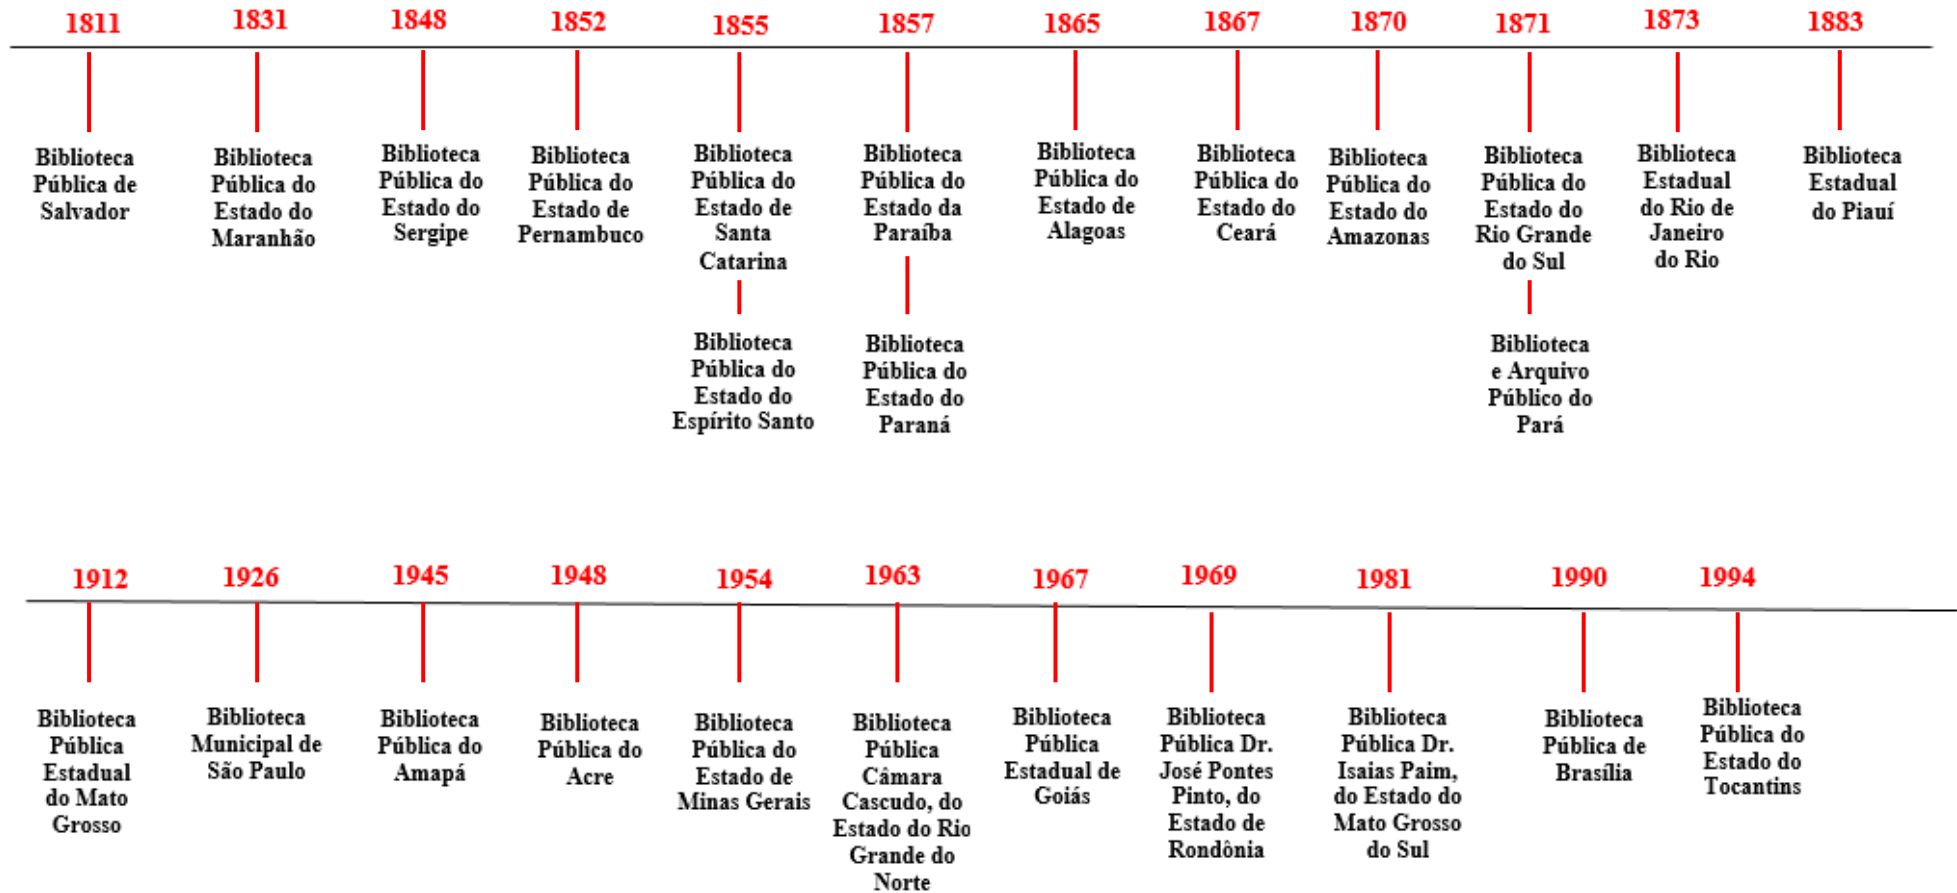 1811 1831 1848 1852 1855 1857 1865 1867 1870 1871 1873 1883
Biblioteca
Pública de
Salvador
Biblioteca
Pública do
Estado do
Maranhão
Biblioteca
Pública do
Estado do
Sergipe
Biblioteca
Pública do
Estado de
Pernambuco
Biblioteca
Pública do
Estado de
Santa
Catarina
Biblioteca
Pública do
Estado do
Espírito Santo
Biblioteca
Pública do
Estado da
Paraíba
Biblioteca
Pública do
Estado do
Paraná
Biblioteca
Pública do
Estado de
Alagoas
Biblioteca
Pública do
Estado do
Ceará
Biblioteca
Pública do
Estado do
Amazonas
Biblioteca
Pública do
Estado do
Rio Grande
do Sul
Biblioteca
e Arquivo
Público do
Pará
Biblioteca
Estadual
do Rio de
Janeiro
do Rio
Biblioteca
Estadual
do Piauí
1912 1926 1945 1948 1954 1963 1967 1969 1981 1990 1994
Biblioteca
Pública
Estadual
do Mato
Grosso
Biblioteca
Municipal de
São Paulo
Biblioteca
Pública do
Amapá
Biblioteca
Pública do
Acre
Biblioteca
Pública do
Estado de
Minas Gerais
Biblioteca
Pública
Câmara
Cascudo, do
Estado do Rio
Grande do
Norte
Biblioteca
Pública
Estadual de
Goiás
Biblioteca
Pública Dr.
José Pontes
Pinto, do
Estado de
Rondônia
Biblioteca
Pública Dr.
Isaias Paim,
do Estado do
Mato Grosso
do Sul
Biblioteca
Pública de
Brasília
Biblioteca
Pública do
Estado do
Tocantins